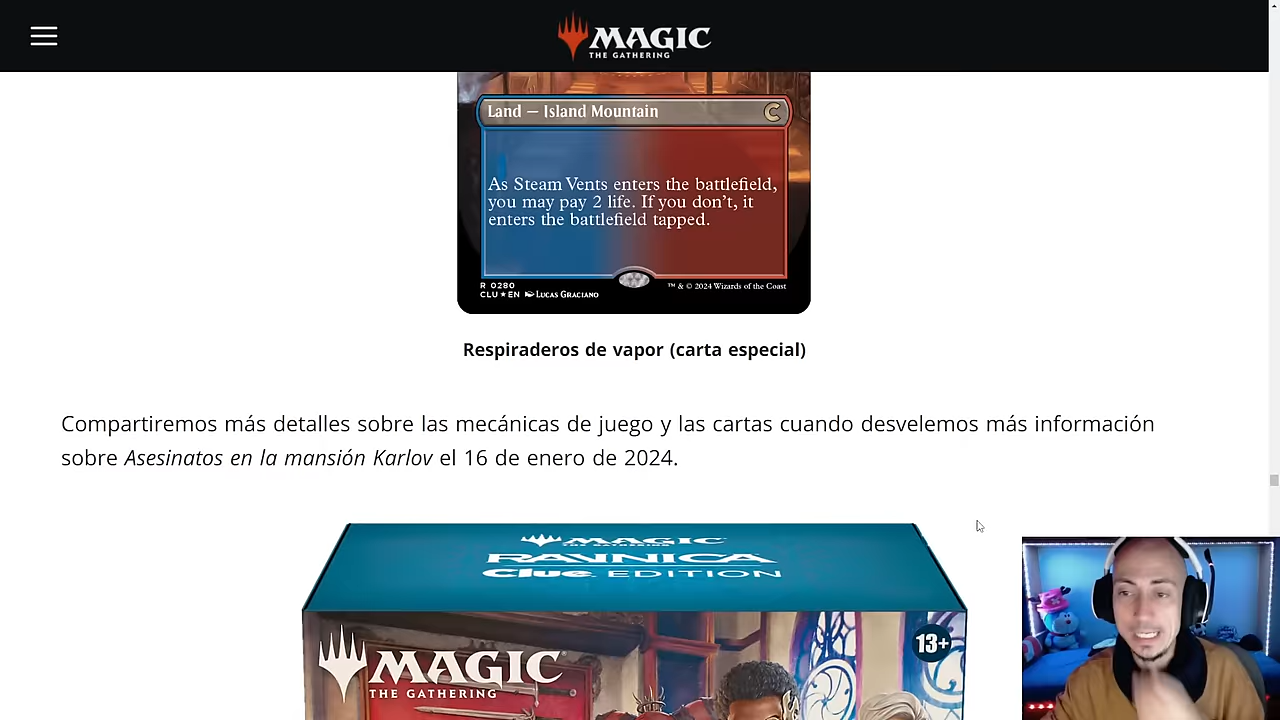 MAGIC
THE GATHERING
Land — Island Mountain
As Steam Vents enters the battlefield,
you may pay 2 life. If you don't, it
enters the battlefield tapped.
R 0280
CLU ★ EN Lucas Graciano
™ & © 2024 Wizards of the Coast
Respiraderos de vapor (carta especial)
Compartiremos más detalles sobre las mecánicas de juego y las cartas cuando desvelemos más información
sobre Asesinatos en la mansión Karlov el 16 de enero de 2024.
MAGIC
THE GATHERING
RAVNICA
Clue EDITION
13+
MAGIC
THE GATHERING